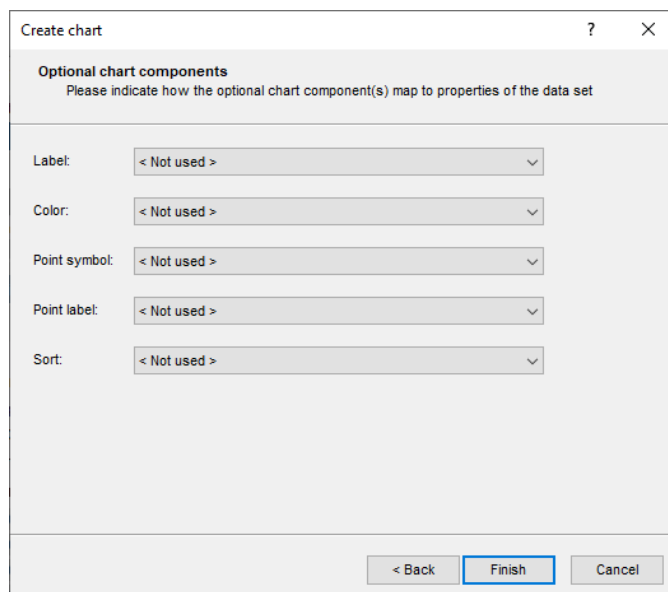 Create chart ?
Optional chart components
Please indicate how the optional chart component(s) map to properties of the data set
Label: < Not used >
Color: < Not used >
Point symbol: < Not used >
Point label: < Not used >
Sort: < Not used >
< Back Finish Cancel